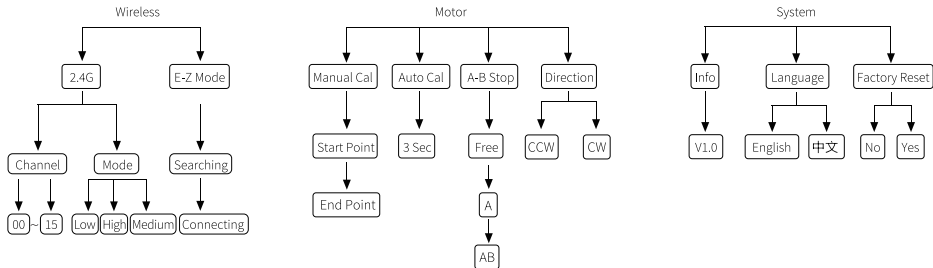 Wireless Motor System
2.4G E-Z Mode Manual Cal Auto Cal A-B Stop Direction Info Language Factory Reset
Channel Mode Searching Start Point 3 Sec Free CCW CW V1.0 English 中文 No Yes
00 ~ 15 Low High Medium Connecting End Point A
AB